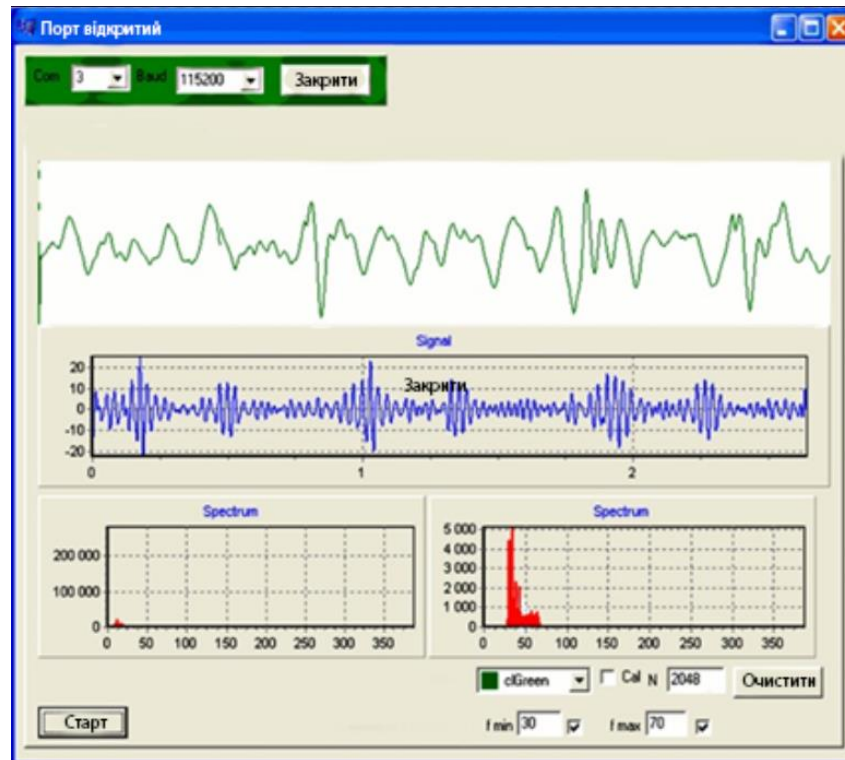 Порт відкритий
Com 3 Baud 115200 Закрити
Signal
20
10
0
-10
-20
Закрити
0 1 2
Spectrum
200 000
100 000
0
0 50 100 150 200 250 300 350
Spectrum
5 000
4 000
3 000
2 000
1 000
0
0 50 100 150 200 250 300 350
clGreen Cal N 2048 Очистити
Старт f min 30 f max 70